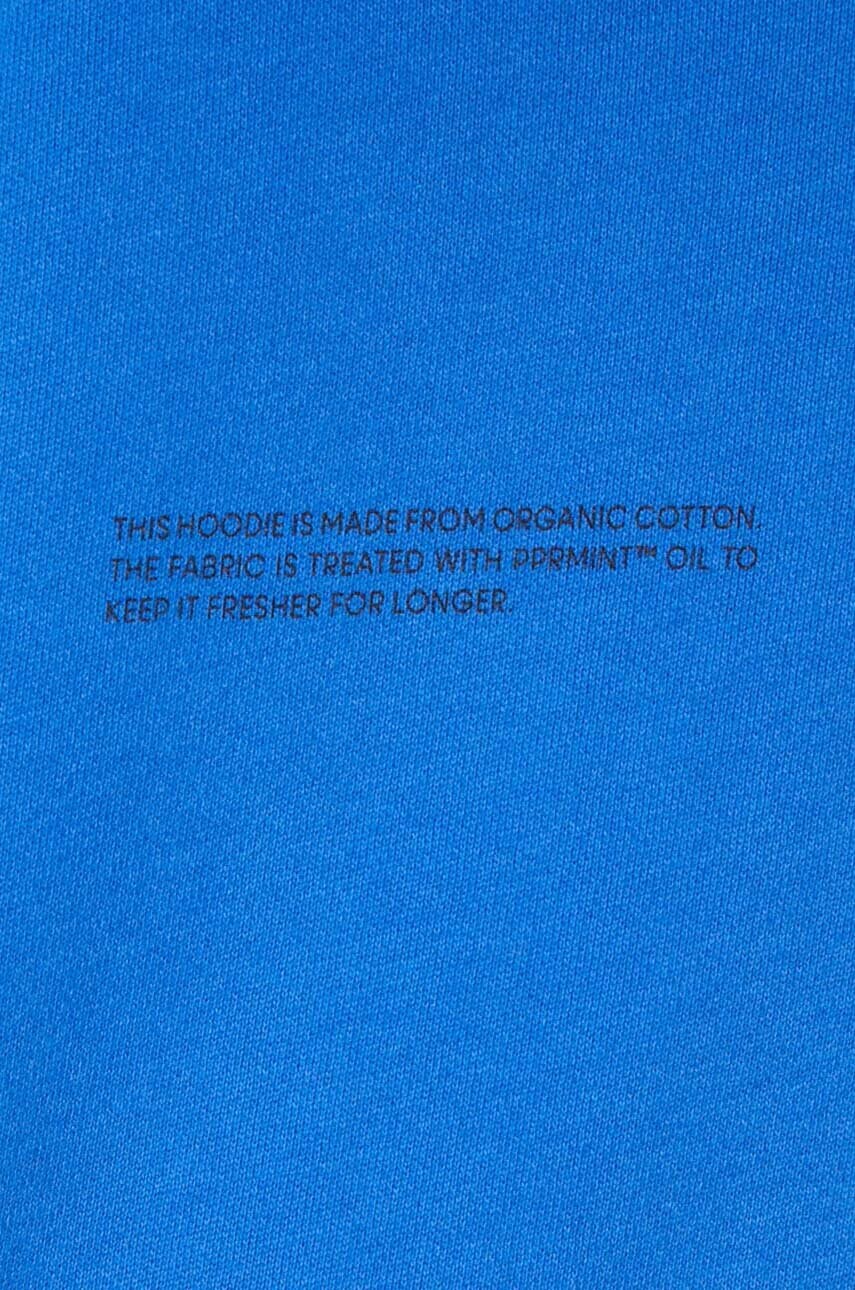 THIS HOODIE IS MADE FROM ORGANIC COTTON.
THE FABRIC IS TREATED WITH PPRMINT™ OIL TO
KEEP IT FRESHER FOR LONGER.